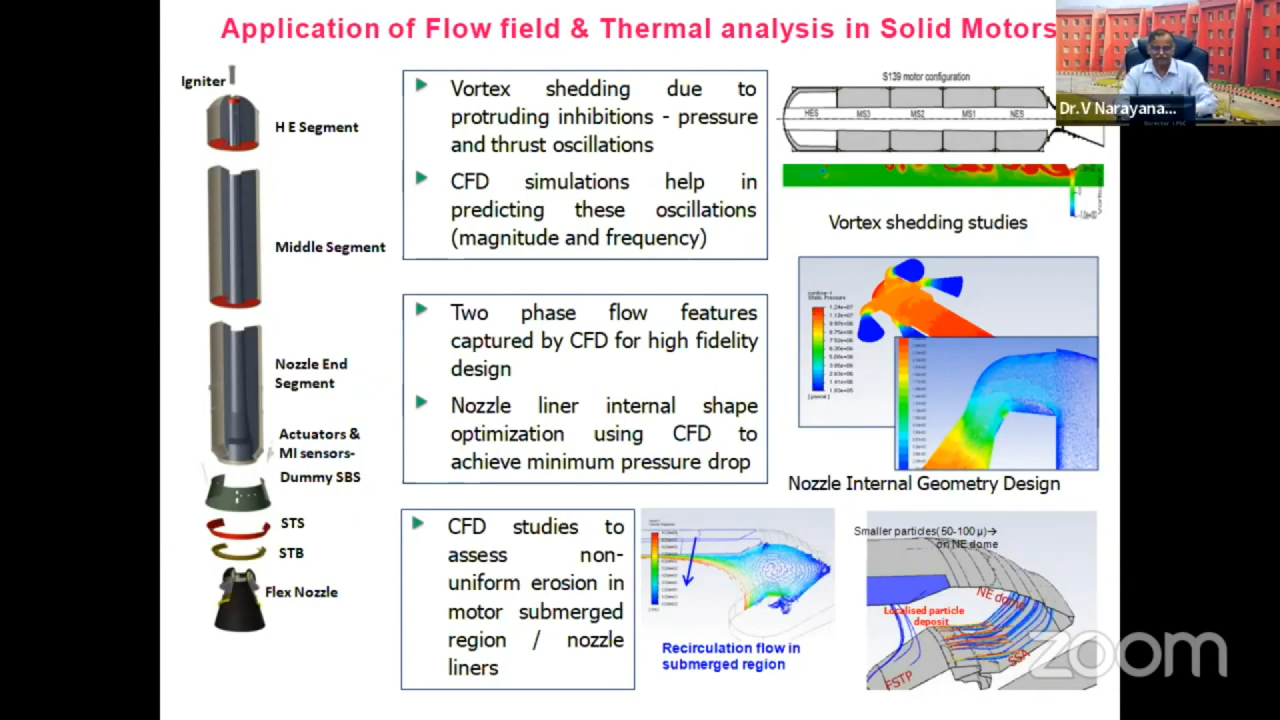 Application of Flow field & Thermal analysis in Solid Motors
Dr.V Narayana...
Igniter
H E Segment
Middle Segment
Nozzle End
Segment
Actuators &
MI sensors-
Dummy SBS
STS
STB
Flex Nozzle
Vortex shedding due to
protruding inhibitions - pressure
and thrust oscillations
CFD simulations help in
predicting these oscillations
(magnitude and frequency)
Two phase flow features
captured by CFD for high fidelity
design
Nozzle liner internal shape
optimization using CFD to
achieve minimum pressure drop
CFD studies to
assess non-
uniform erosion in
motor submerged
region / nozzle
liners
S139 motor configuration
HES MS3 MS2 MS1 NES
Vortex shedding studies
Static Pressure
Nozzle Internal Geometry Design
Recirculation flow in
submerged region
Smaller particles(50-100 µ)→
on NE dome
NE dome
Localised particle
deposit
FSTP
zoom